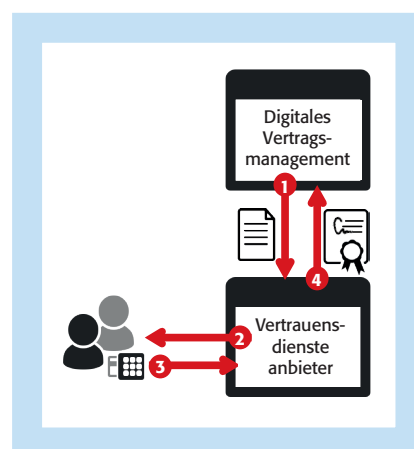 Digitales
Vertrags-
management
1
4
Vertrauens-
dienste
anbieter
2
3